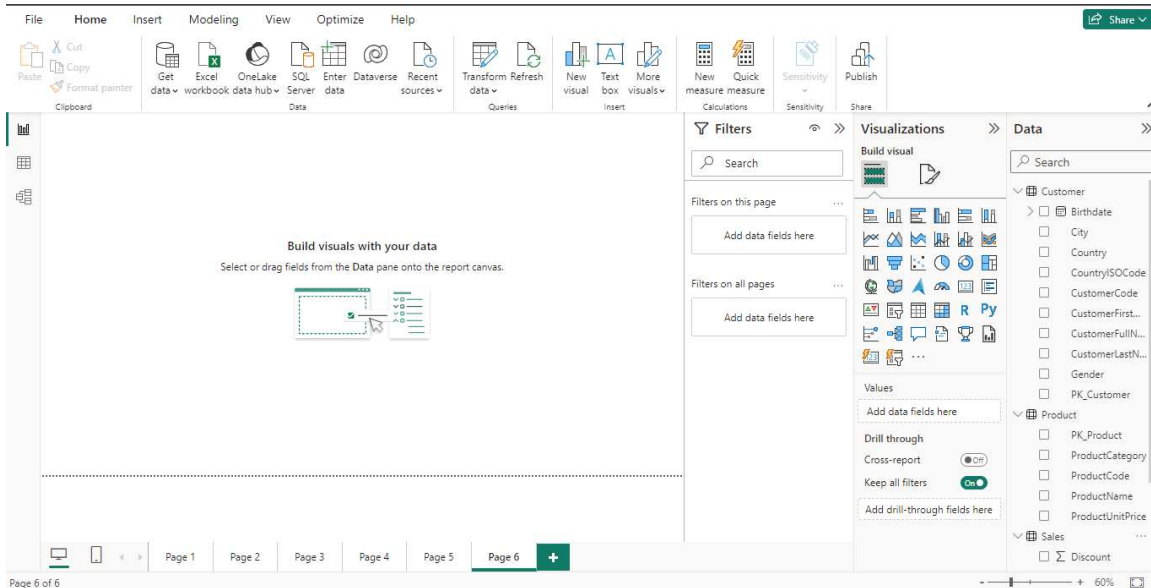 File Home Insert Modeling View Optimize Help Share
Paste
Cut
Copy
Format painter
Clipboard
Get data
Excel workbook
OneLake data hub
SQL Server
Enter data
Dataverse
Recent sources
Data
Transform data
Refresh
Queries
New visual
A
Text box
More visuals
Insert
New measure
Quick measure
Calculations
Sensitivity
Sensitivity
Publish
Share
Build visuals with your data
Select or drag fields from the Data pane onto the report canvas.
Filters
Search
Filters on this page ...
Add data fields here
Filters on all pages ...
Add data fields here
Visualizations
Build visual
123
R Py
123
...
Values
Add data fields here
Drill through
Cross-report Off
Keep all filters On
Add drill-through fields here
Data
Search
Customer
Birthdate
City
Country
CountryISOCode
CustomerCode
CustomerFirst...
CustomerFullN...
CustomerLastN...
Gender
PK_Customer
Product
PK_Product
ProductCategory
ProductCode
ProductName
ProductUnitPrice
Sales ...
Σ Discount
Page 1 Page 2 Page 3 Page 4 Page 5 Page 6 +
Page 6 of 6 - + 60%